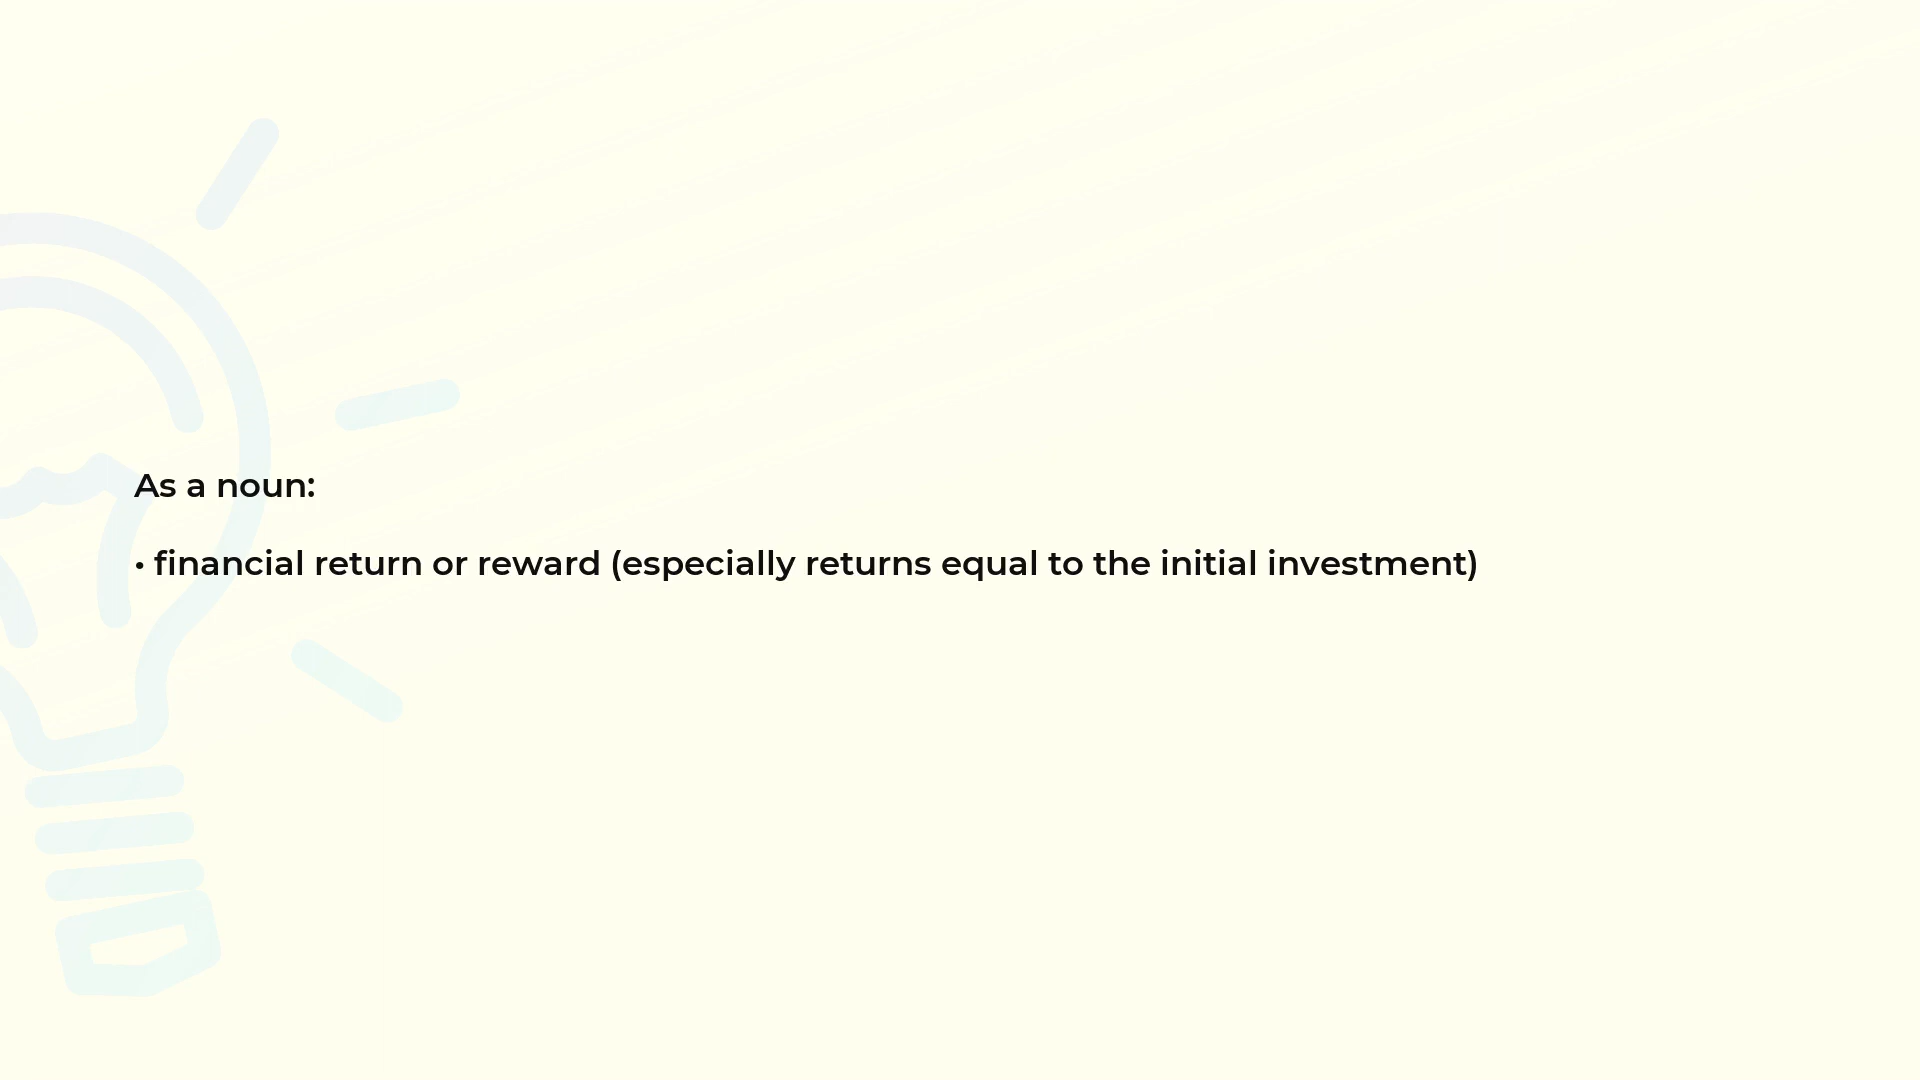 As a noun:
• financial return or reward (especially returns equal to the initial investment)